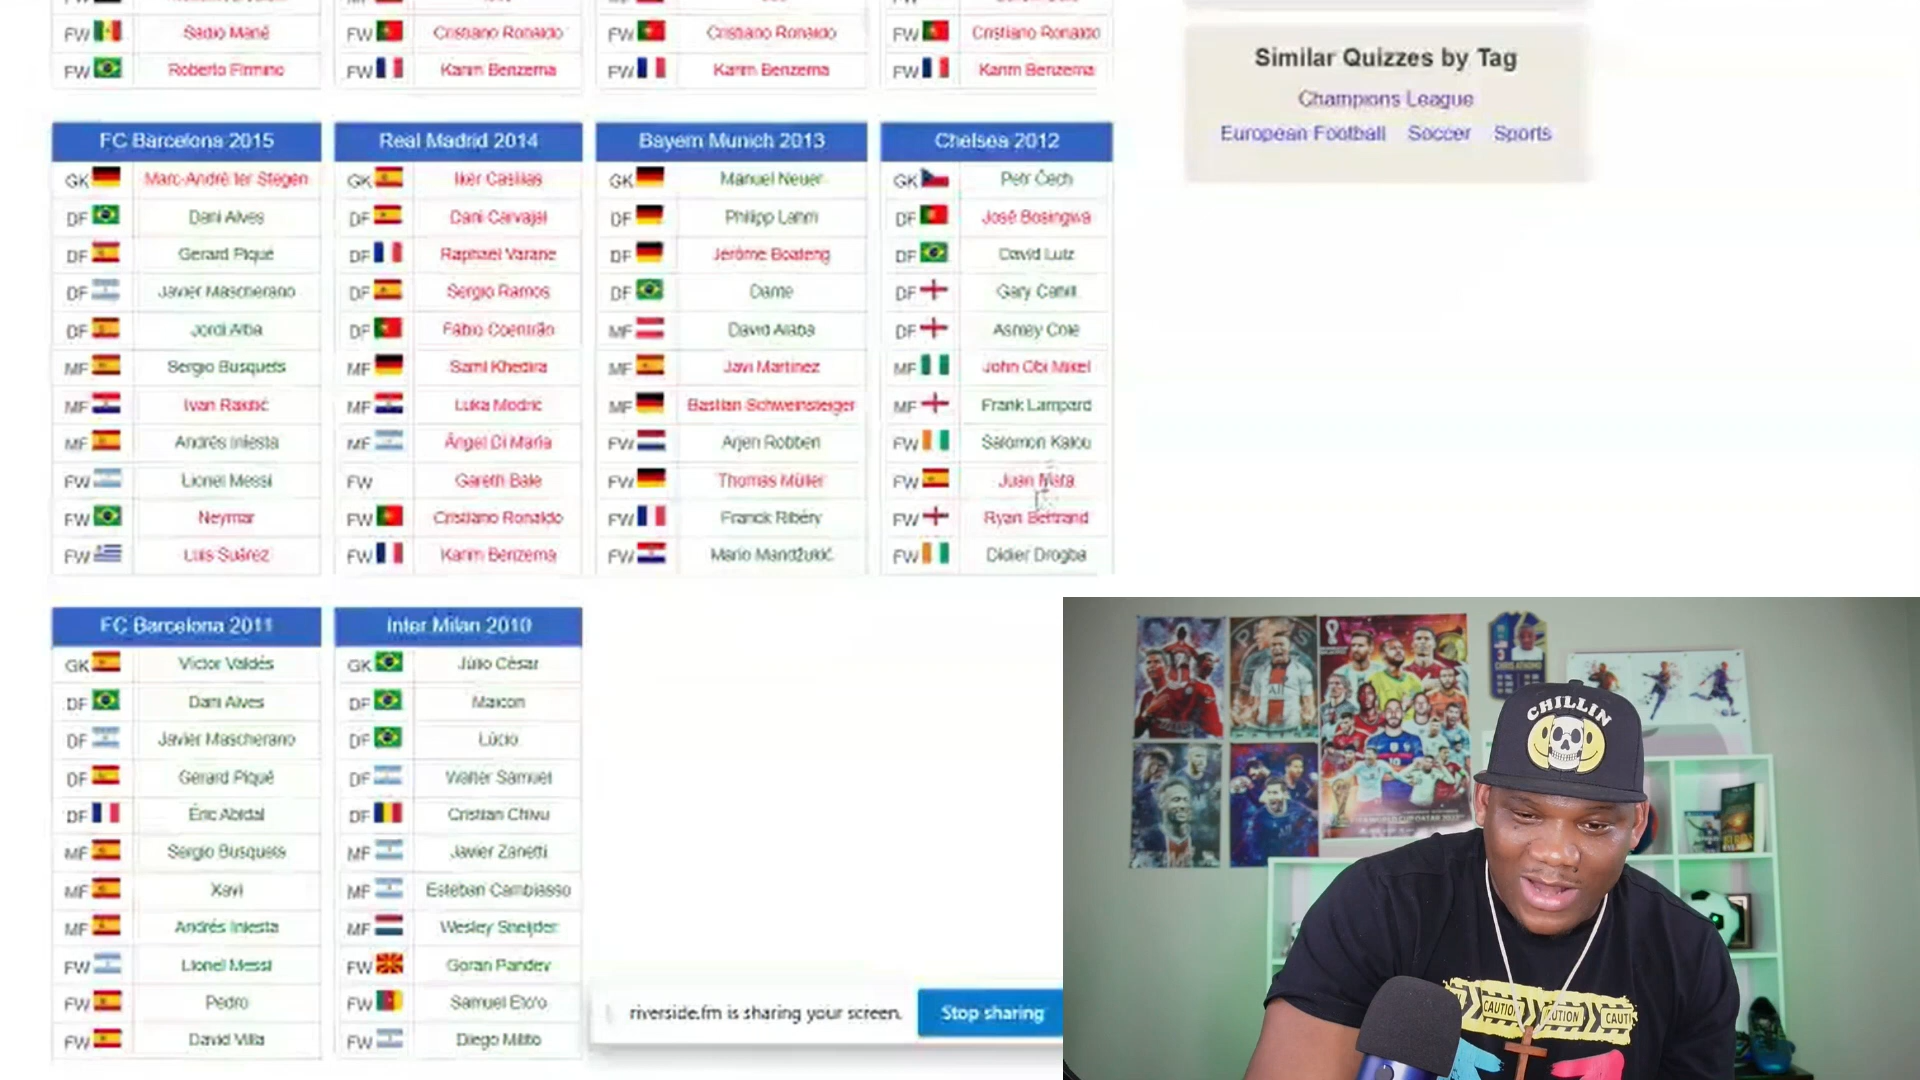 FW Sadio Mané FW Cristiano Ronaldo FW Cristiano Ronaldo FW Cristiano Ronaldo
FW Roberto Firmino FW Karim Benzema FW Karim Benzema FW Karim Benzema
Similar Quizzes by Tag
Champions League
European Football Soccer Sports
FC Barcelona 2015 Real Madrid 2014 Bayern Munich 2013 Chelsea 2012
GK Marc-André ter Stegen GK Iker Casillas GK Manuel Neuer GK Petr Čech
DF Dani Alves DF Dani Carvajal DF Philipp Lahm DF José Bosingwa
DF Gerard Piqué DF Raphaël Varane DF Jérôme Boateng DF David Luiz
DF Javier Mascherano DF Sergio Ramos DF Dante DF Gary Cahill
DF Jordi Alba DF Fábio Coentrão MF David Alaba DF Ashley Cole
MF Sergio Busquets MF Sami Khedira MF Javi Martínez MF John Obi Mikel
MF Ivan Rakitić MF Luka Modrić MF Bastian Schweinsteiger MF Frank Lampard
MF Andrés Iniesta MF Ángel Di María FW Arjen Robben FW Salomon Kalou
FW Lionel Messi FW Gareth Bale FW Thomas Müller FW Juan Mata
FW Neymar FW Cristiano Ronaldo FW Franck Ribéry FW Ryan Bertrand
FW Luis Suárez FW Karim Benzema FW Mario Mandžukić FW Didier Drogba
FC Barcelona 2011 Inter Milan 2010
GK Víctor Valdés GK Júlio César
DF Dani Alves DF Maicon
DF Javier Mascherano DF Lúcio
DF Gerard Piqué DF Walter Samuel
DF Éric Abidal DF Cristian Chivu
MF Sergio Busquets MF Javier Zanetti
MF Xavi MF Esteban Cambiasso
MF Andrés Iniesta MF Wesley Sneijder
FW Lionel Messi FW Goran Pandev
FW Pedro FW Samuel Eto'o
FW David Villa FW Diego Milito
riverside.fm is sharing your screen. Stop sharing
CHILLIN
CAUTION CAUTION CAUTI